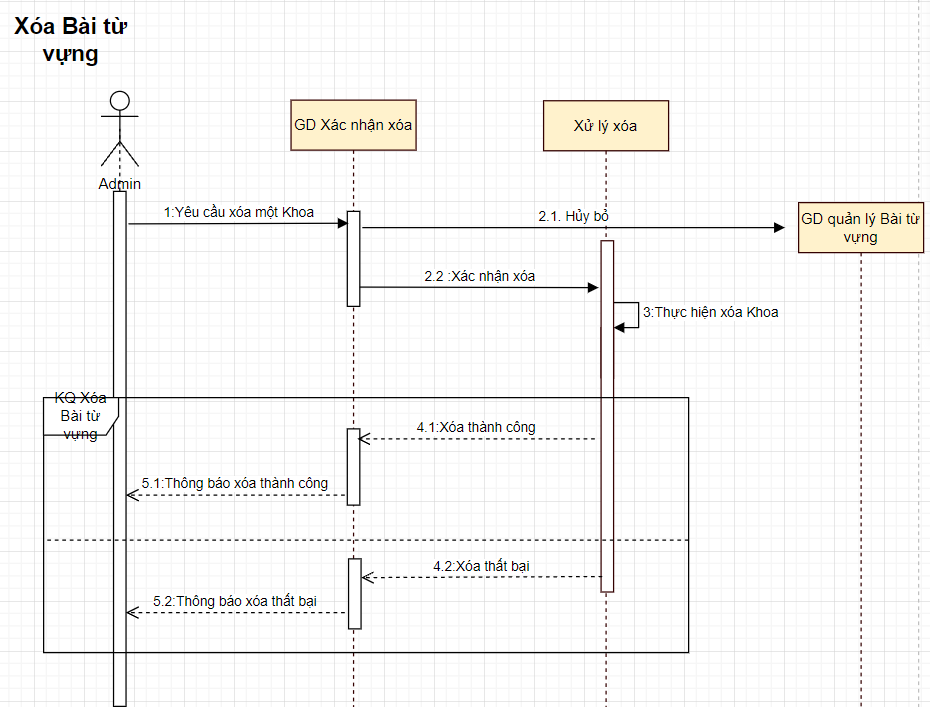 Xóa Bài từ
vựng
GD Xác nhận xóa
Xử lý xóa
Admin
1:Yêu cầu xóa một Khoa
2.1. Hủy bỏ
GD quản lý Bài từ
vựng
2.2 :Xác nhận xóa
3:Thực hiện xóa Khoa
KQ Xóa
Bài từ
vựng
4.1:Xóa thành công
5.1:Thông báo xóa thành công
4.2:Xóa thất bại
5.2:Thông báo xóa thất bại